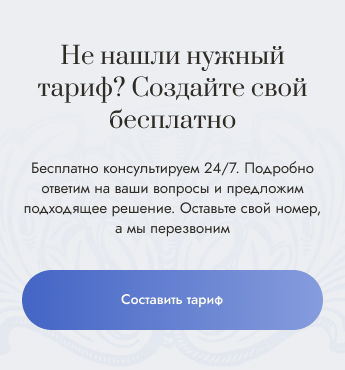 Не нашли нужный
тариф? Создайте свой
бесплатно
Бесплатно консультируем 24/7. Подробно
ответим на ваши вопросы и предложим
подходящее решение. Оставьте свой номер,
а мы перезвоним
Составить тариф